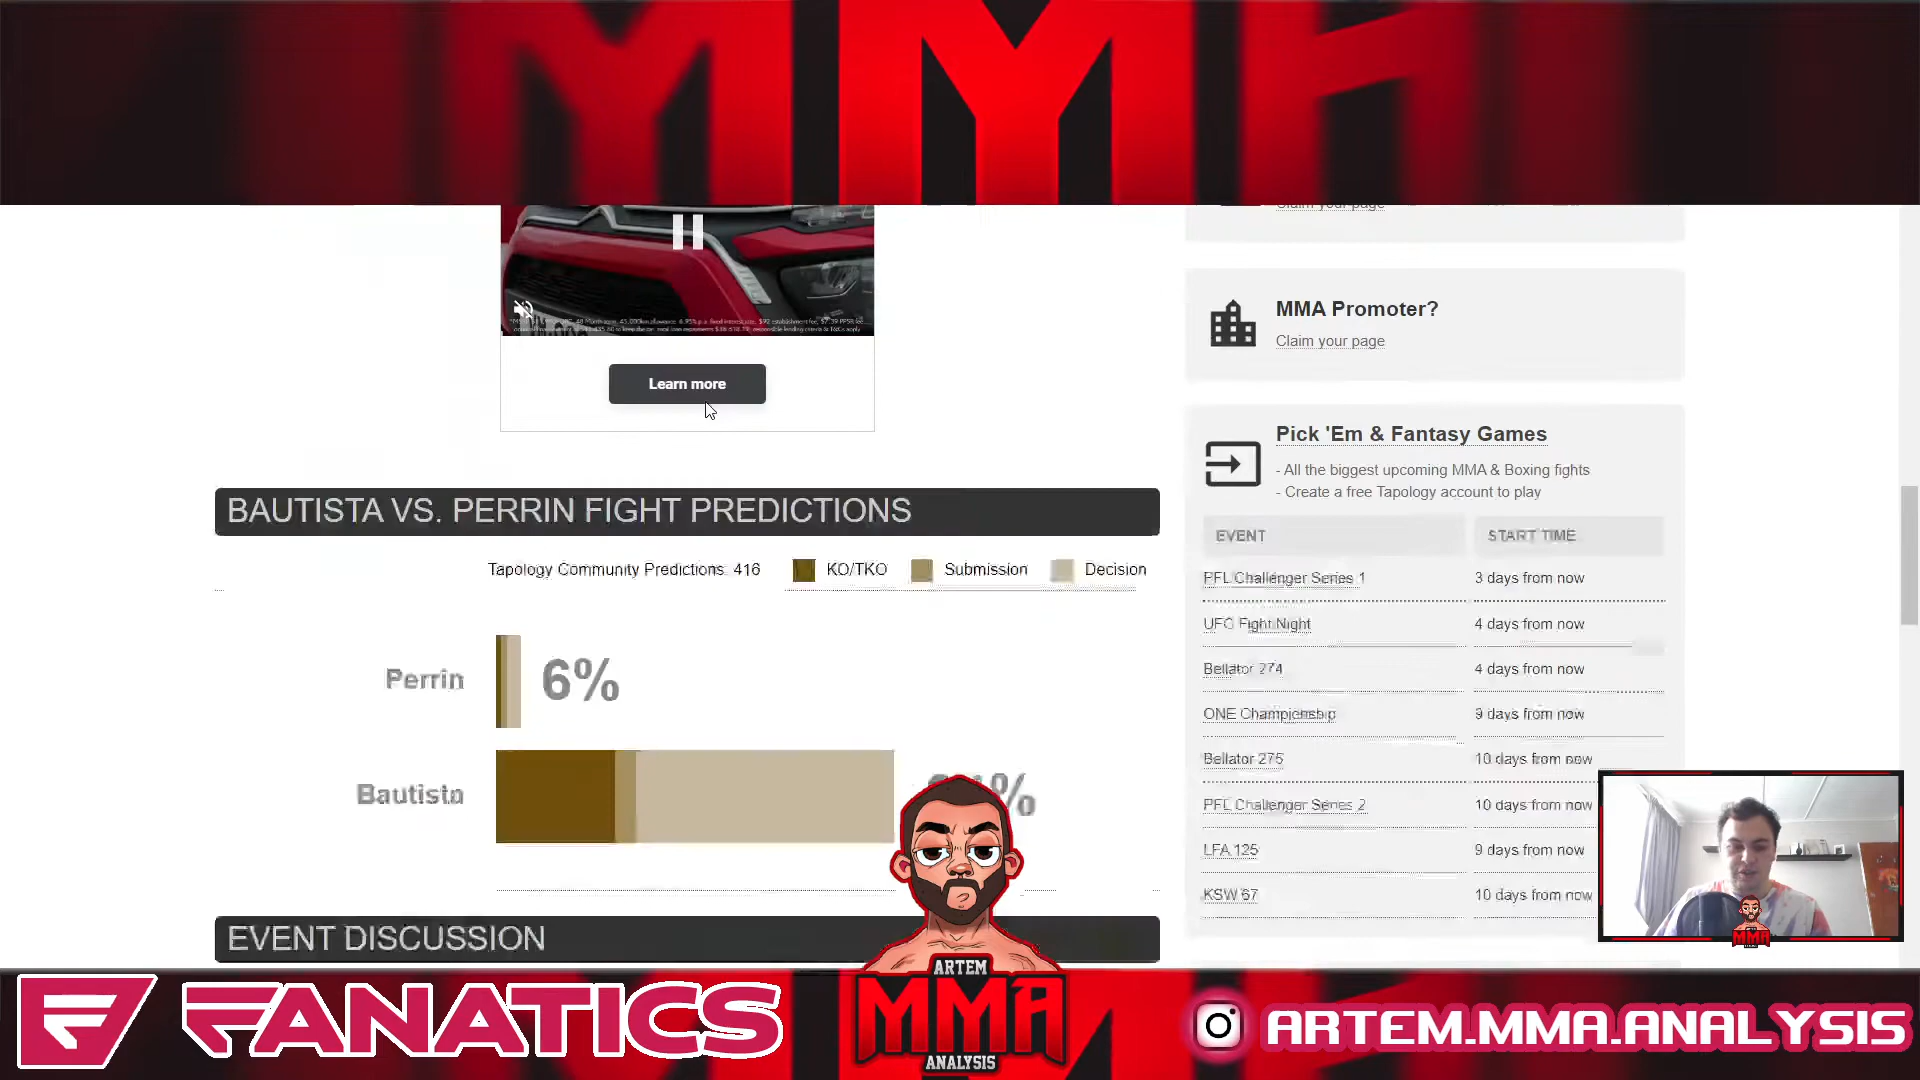 MMA
Claim your page
MMA Promoter?
Claim your page
Learn more
Pick 'Em & Fantasy Games
- All the biggest upcoming MMA & Boxing fights
- Create a free Tapology account to play
EVENT START TIME
PFL Challenger Series 1 3 days from now
UFC Fight Night 4 days from now
Bellator 274 4 days from now
ONE Championship 9 days from now
Bellator 275 10 days from now
PFL Challenger Series 2 10 days from now
LFA 125 9 days from now
KSW 67 10 days from now
BAUTISTA VS. PERRIN FIGHT PREDICTIONS
Tapology Community Predictions: 416 KO/TKO Submission Decision
Perrin 6%
Bautista %
EVENT DISCUSSION
FANATICS
ARTEM
MMA
ANALYSIS
ARTEM.MMA.ANALYSIS
MMA